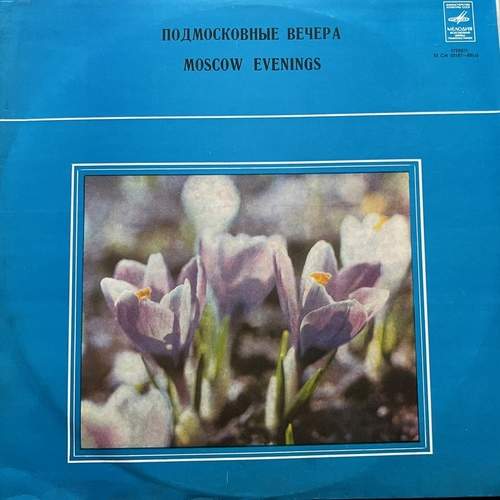 ПОДМОСКОВНЫЕ ВЕЧЕРА
MOSCOW EVENINGS
МЕЛОДИЯ